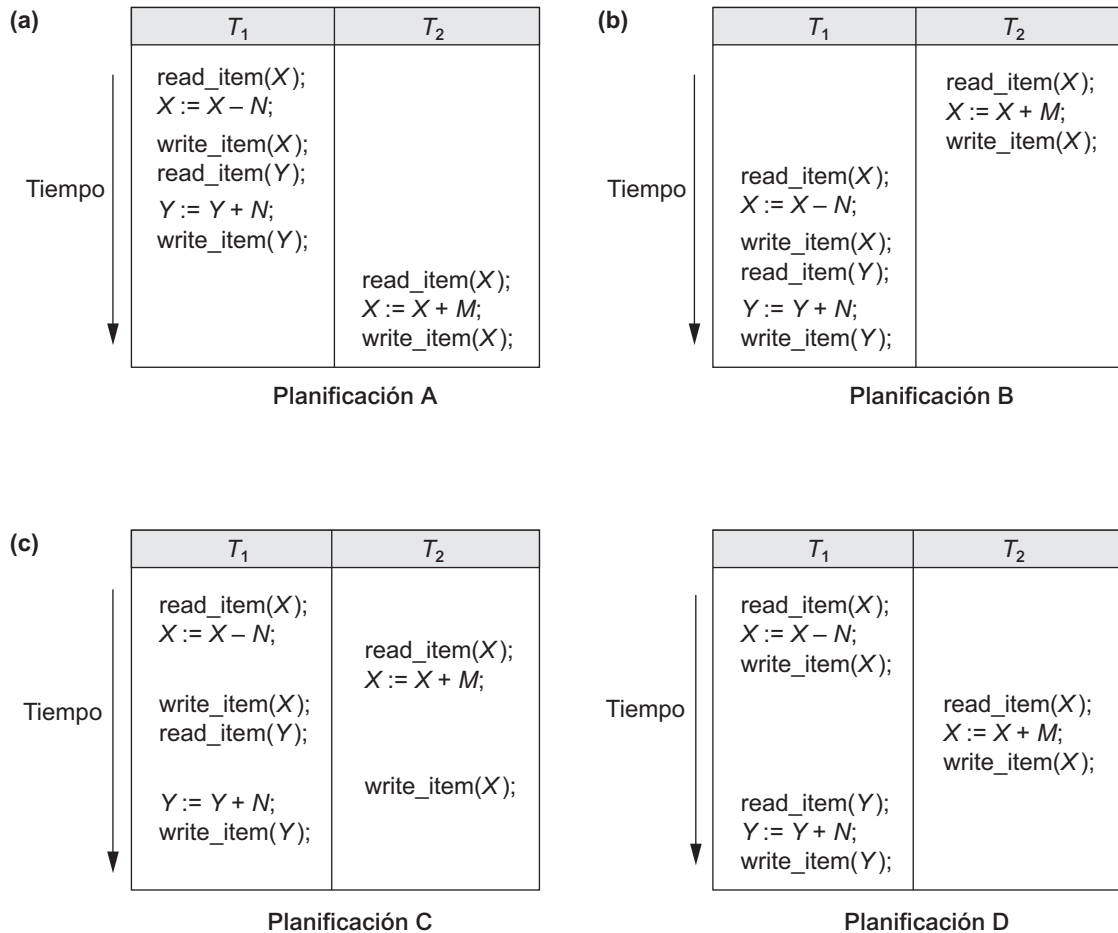 (a)
T1 T2
read_item(X);
X := X – N;
write_item(X);
read_item(Y);
Tiempo
Y := Y + N;
write_item(Y);
read_item(X);
X := X + M;
write_item(X);
Planificación A
(b)
T1 T2
read_item(X);
X := X + M;
write_item(X);
Tiempo
read_item(X);
X := X – N;
write_item(X);
read_item(Y);
Y := Y + N;
write_item(Y);
Planificación B
(c)
T1 T2
read_item(X);
X := X – N;
read_item(X);
X := X + M;
Tiempo
write_item(X);
read_item(Y);
write_item(X);
Y := Y + N;
write_item(Y);
Planificación C
T1 T2
read_item(X);
X := X – N;
write_item(X);
Tiempo
read_item(X);
X := X + M;
write_item(X);
read_item(Y);
Y := Y + N;
write_item(Y);
Planificación D